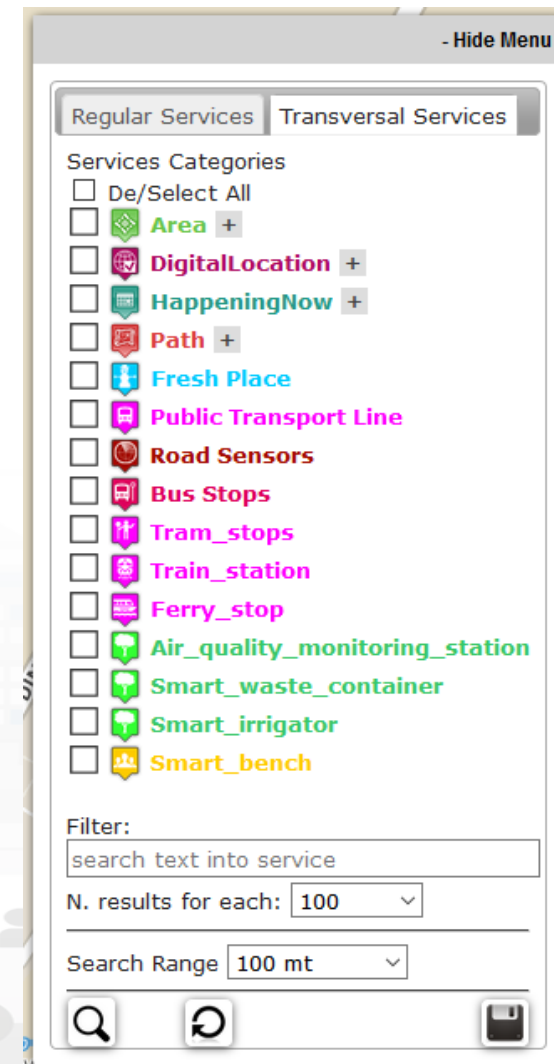 - Hide Menu
Regular Services Transversal Services
Services Categories
De/Select All
Area +
DigitalLocation +
HappeningNow +
Path +
Fresh Place
Public Transport Line
Road Sensors
Bus Stops
Tram_stops
Train_station
Ferry_stop
Air_quality_monitoring_station
Smart_waste_container
Smart_irrigator
Smart_bench
Filter:
search text into service
N. results for each: 100
Search Range 100 mt